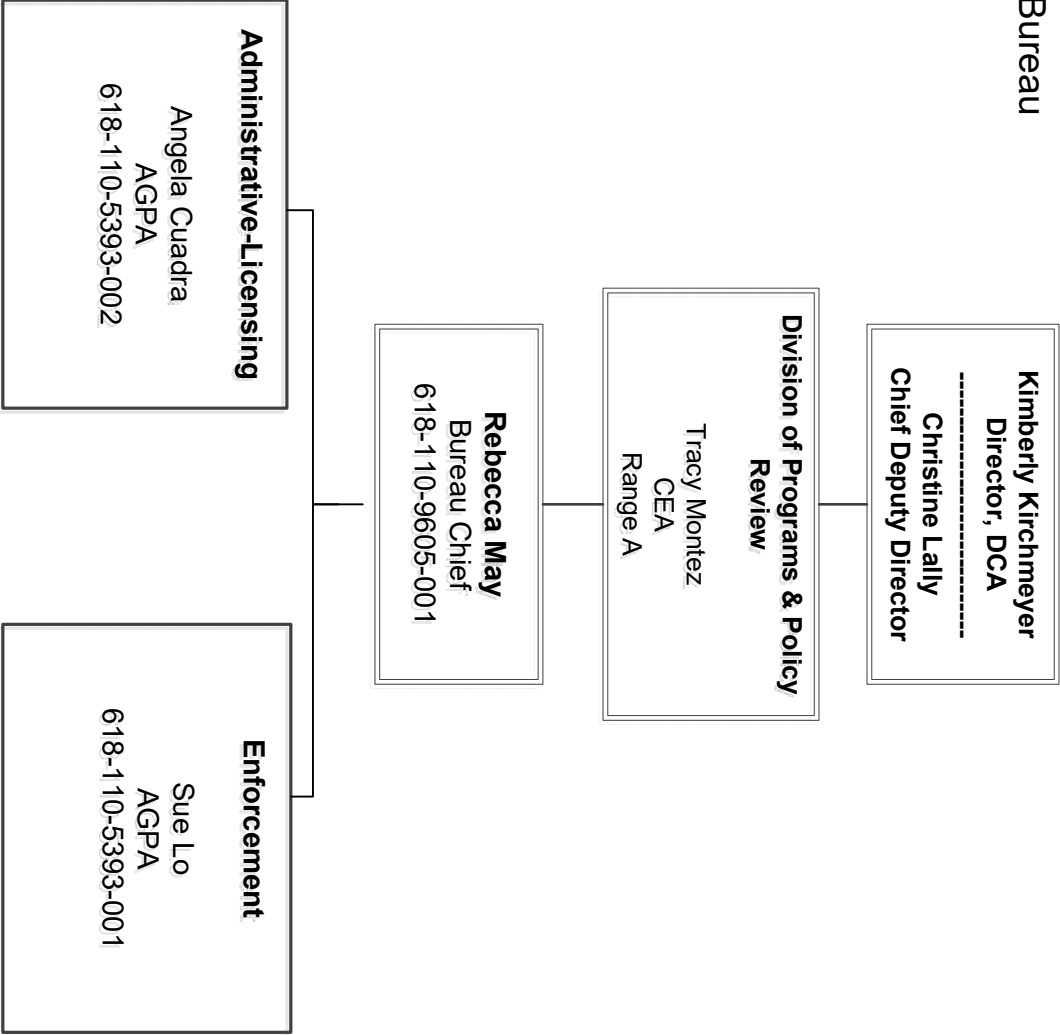 Bureau
Kimberly Kirchmeyer
Director, DCA
----------------------------
Christine Lally
Chief Deputy Director
Division of Programs & Policy
Review
Tracy Montez
CEA
Range A
Rebecca May
Bureau Chief
618-110-9605-001
Administrative-Licensing
Angela Cuadra
AGPA
618-110-5393-002
Enforcement
Sue Lo
AGPA
618-110-5393-001